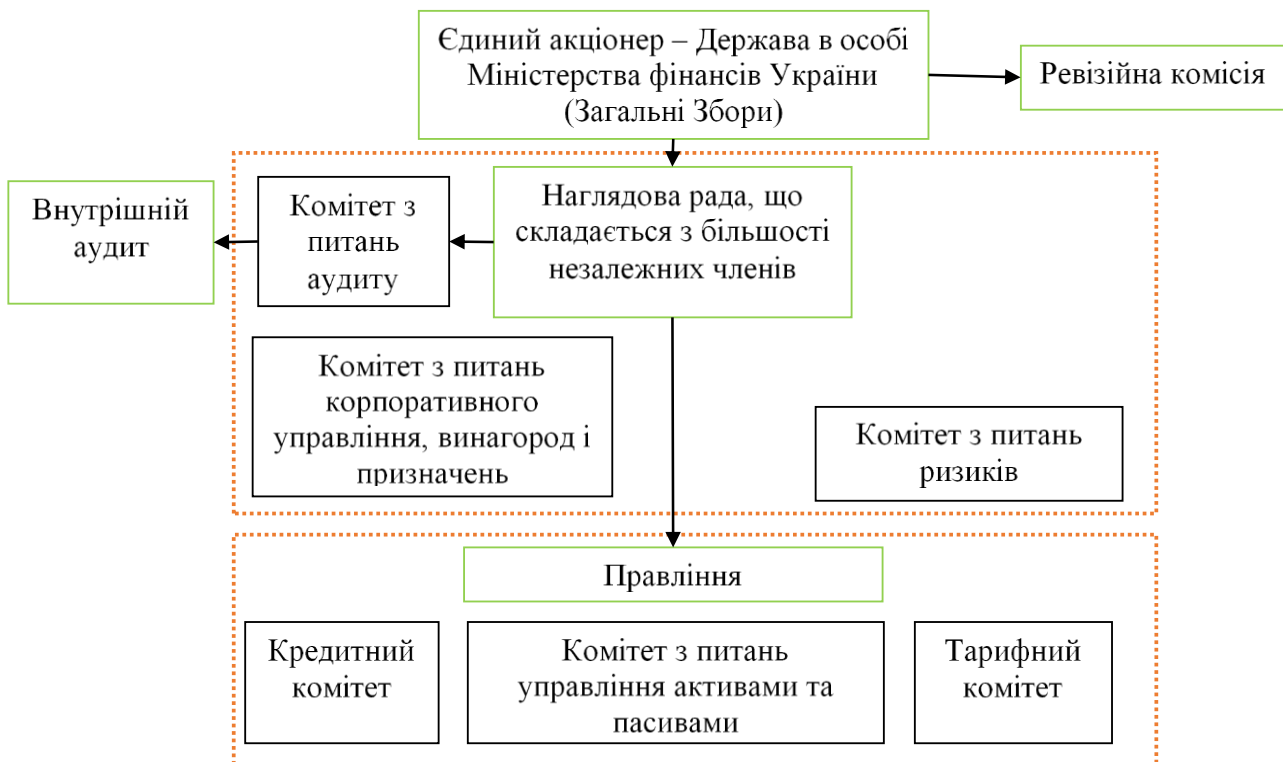 Єдиний акціонер – Держава в особі
Міністерства фінансів України
(Загальні Збори)
Ревізійна комісія
Внутрішній
аудит
Комітет з
питань
аудиту
Наглядова рада, що
складається з більшості
незалежних членів
Комітет з питань
корпоративного
управління, винагород і
призначень
Комітет з питань
ризиків
Правління
Кредитний
комітет
Комітет з питань
управління активами та
пасивами
Тарифний
комітет